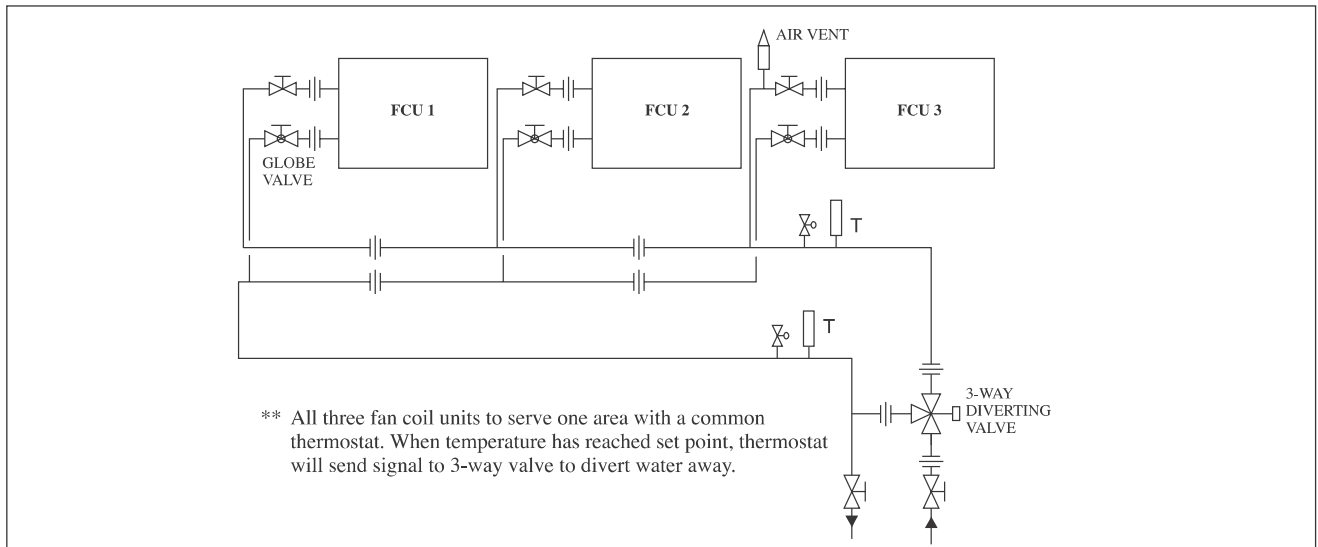 AIR VENT
FCU 1
FCU 2
FCU 3
GLOBE
VALVE
T
T
3-WAY
DIVERTING
VALVE
** All three fan coil units to serve one area with a common
thermostat. When temperature has reached set point, thermostat
will send signal to 3-way valve to divert water away.